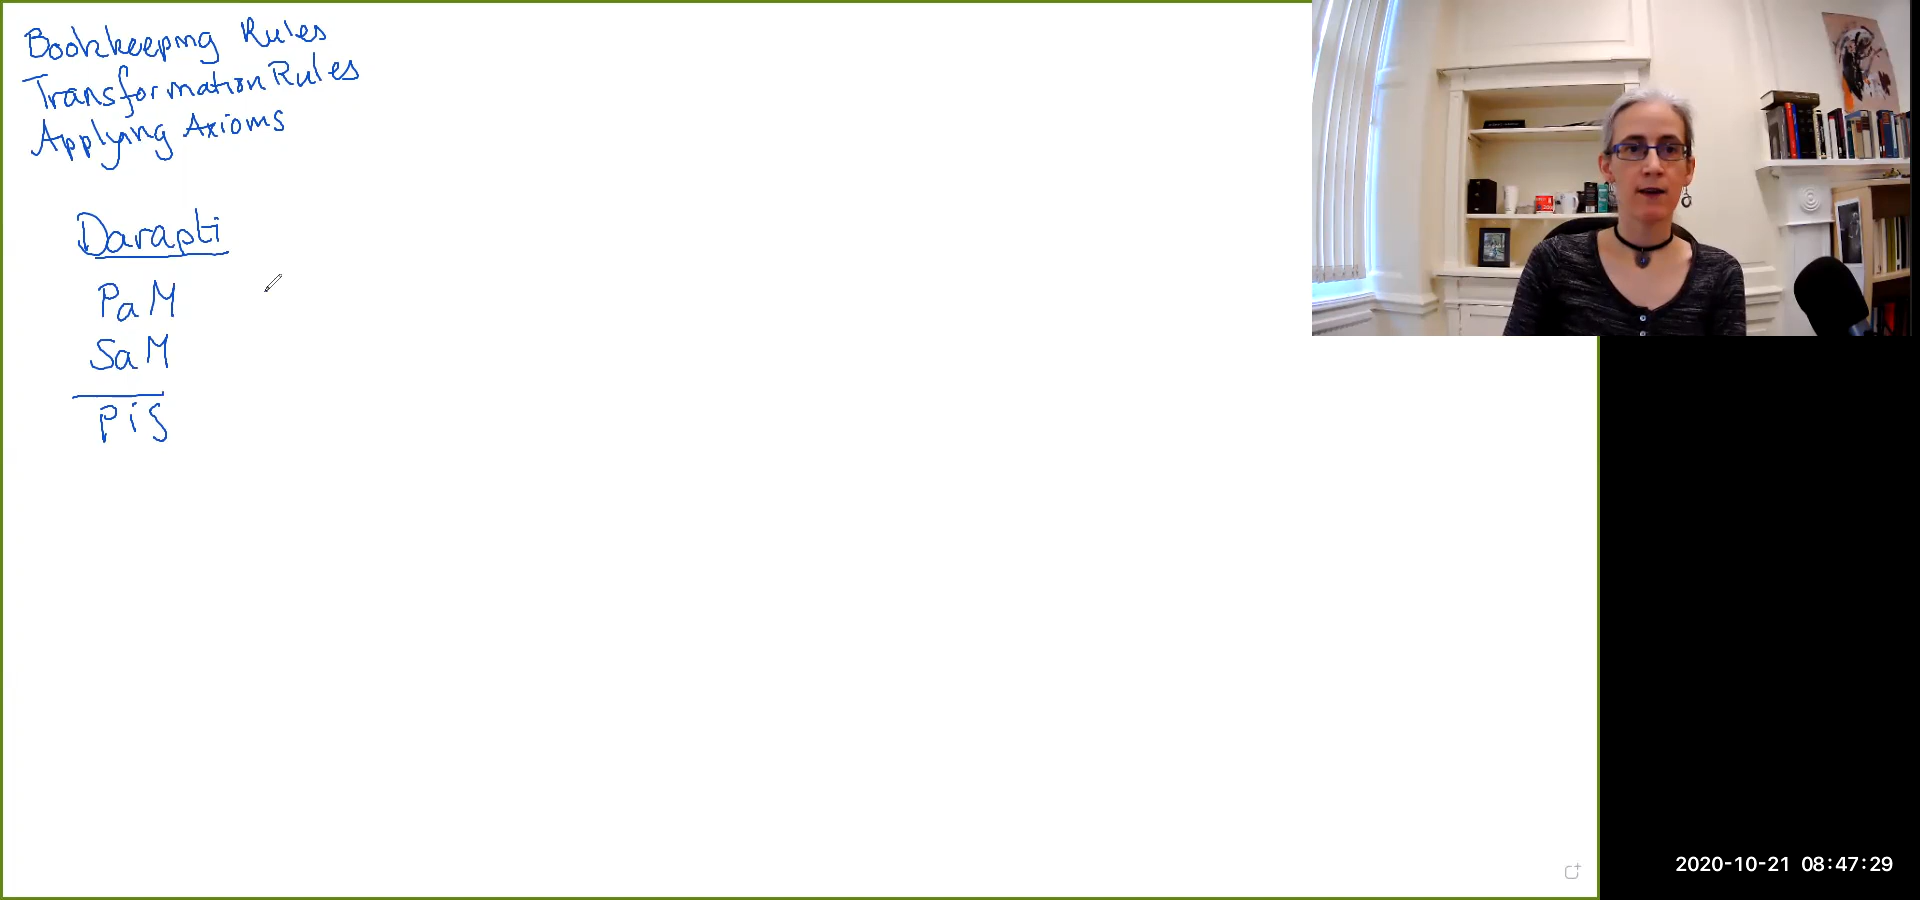 Bookkeeping Rules
Transformation Rules
Applying Axioms
Darapti
PaM
SaM
PiS
2020-10-21 08:47:29